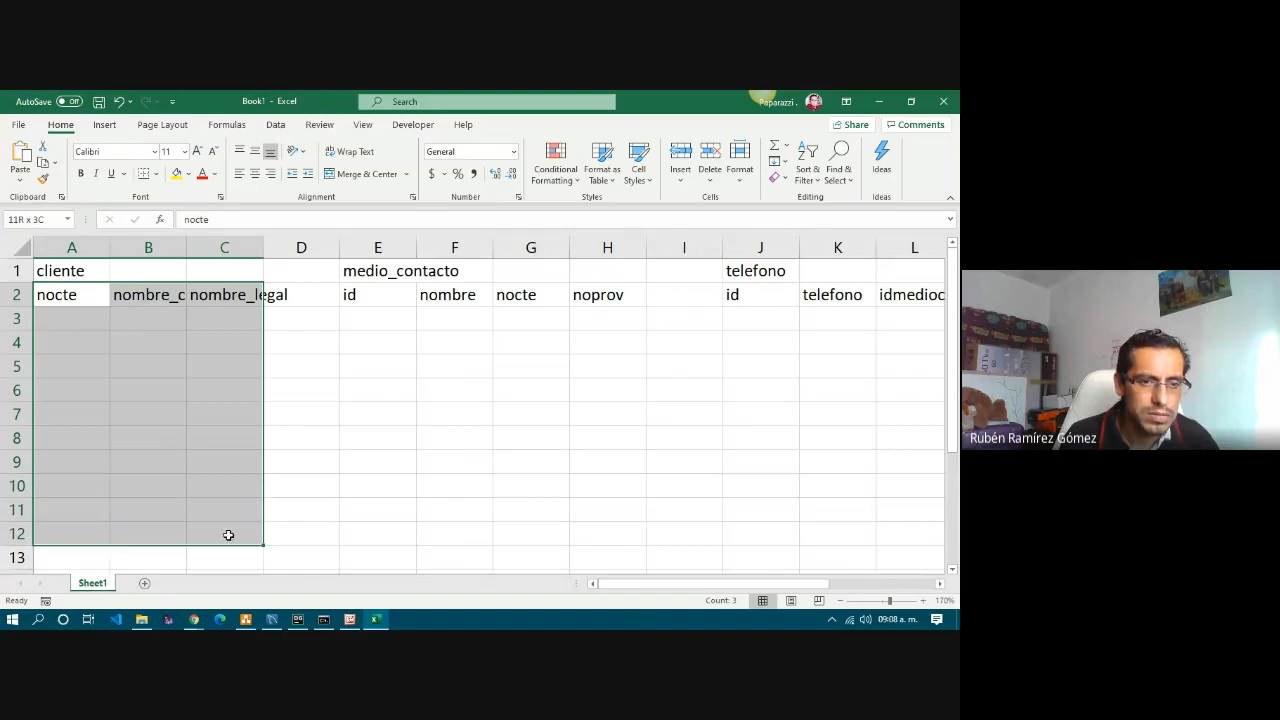 AutoSave Off Book1 - Excel Search Paparazzi .
File Home Insert Page Layout Formulas Data Review View Developer Help Share Comments
Paste Calibri 11 A A Wrap Text General Conditional Formatting Format as Table Cell Styles Insert Delete Format Sort & Filter Find & Select Ideas
B I U A Merge & Center $ % 9
Clipboard Font Alignment Number Styles Cells Editing Ideas
11R x 3C fx nocte
A B C D E F G H I J K L
1 cliente medio_contacto telefono
2 nocte nombre_c nombre_legal id nombre nocte noprov id telefono idmedioc
3
4
5
6
7
8
9
10
11
12
13
Sheet1
Ready Count: 3 170%
09:08 a. m.
Rubén Ramírez Gómez